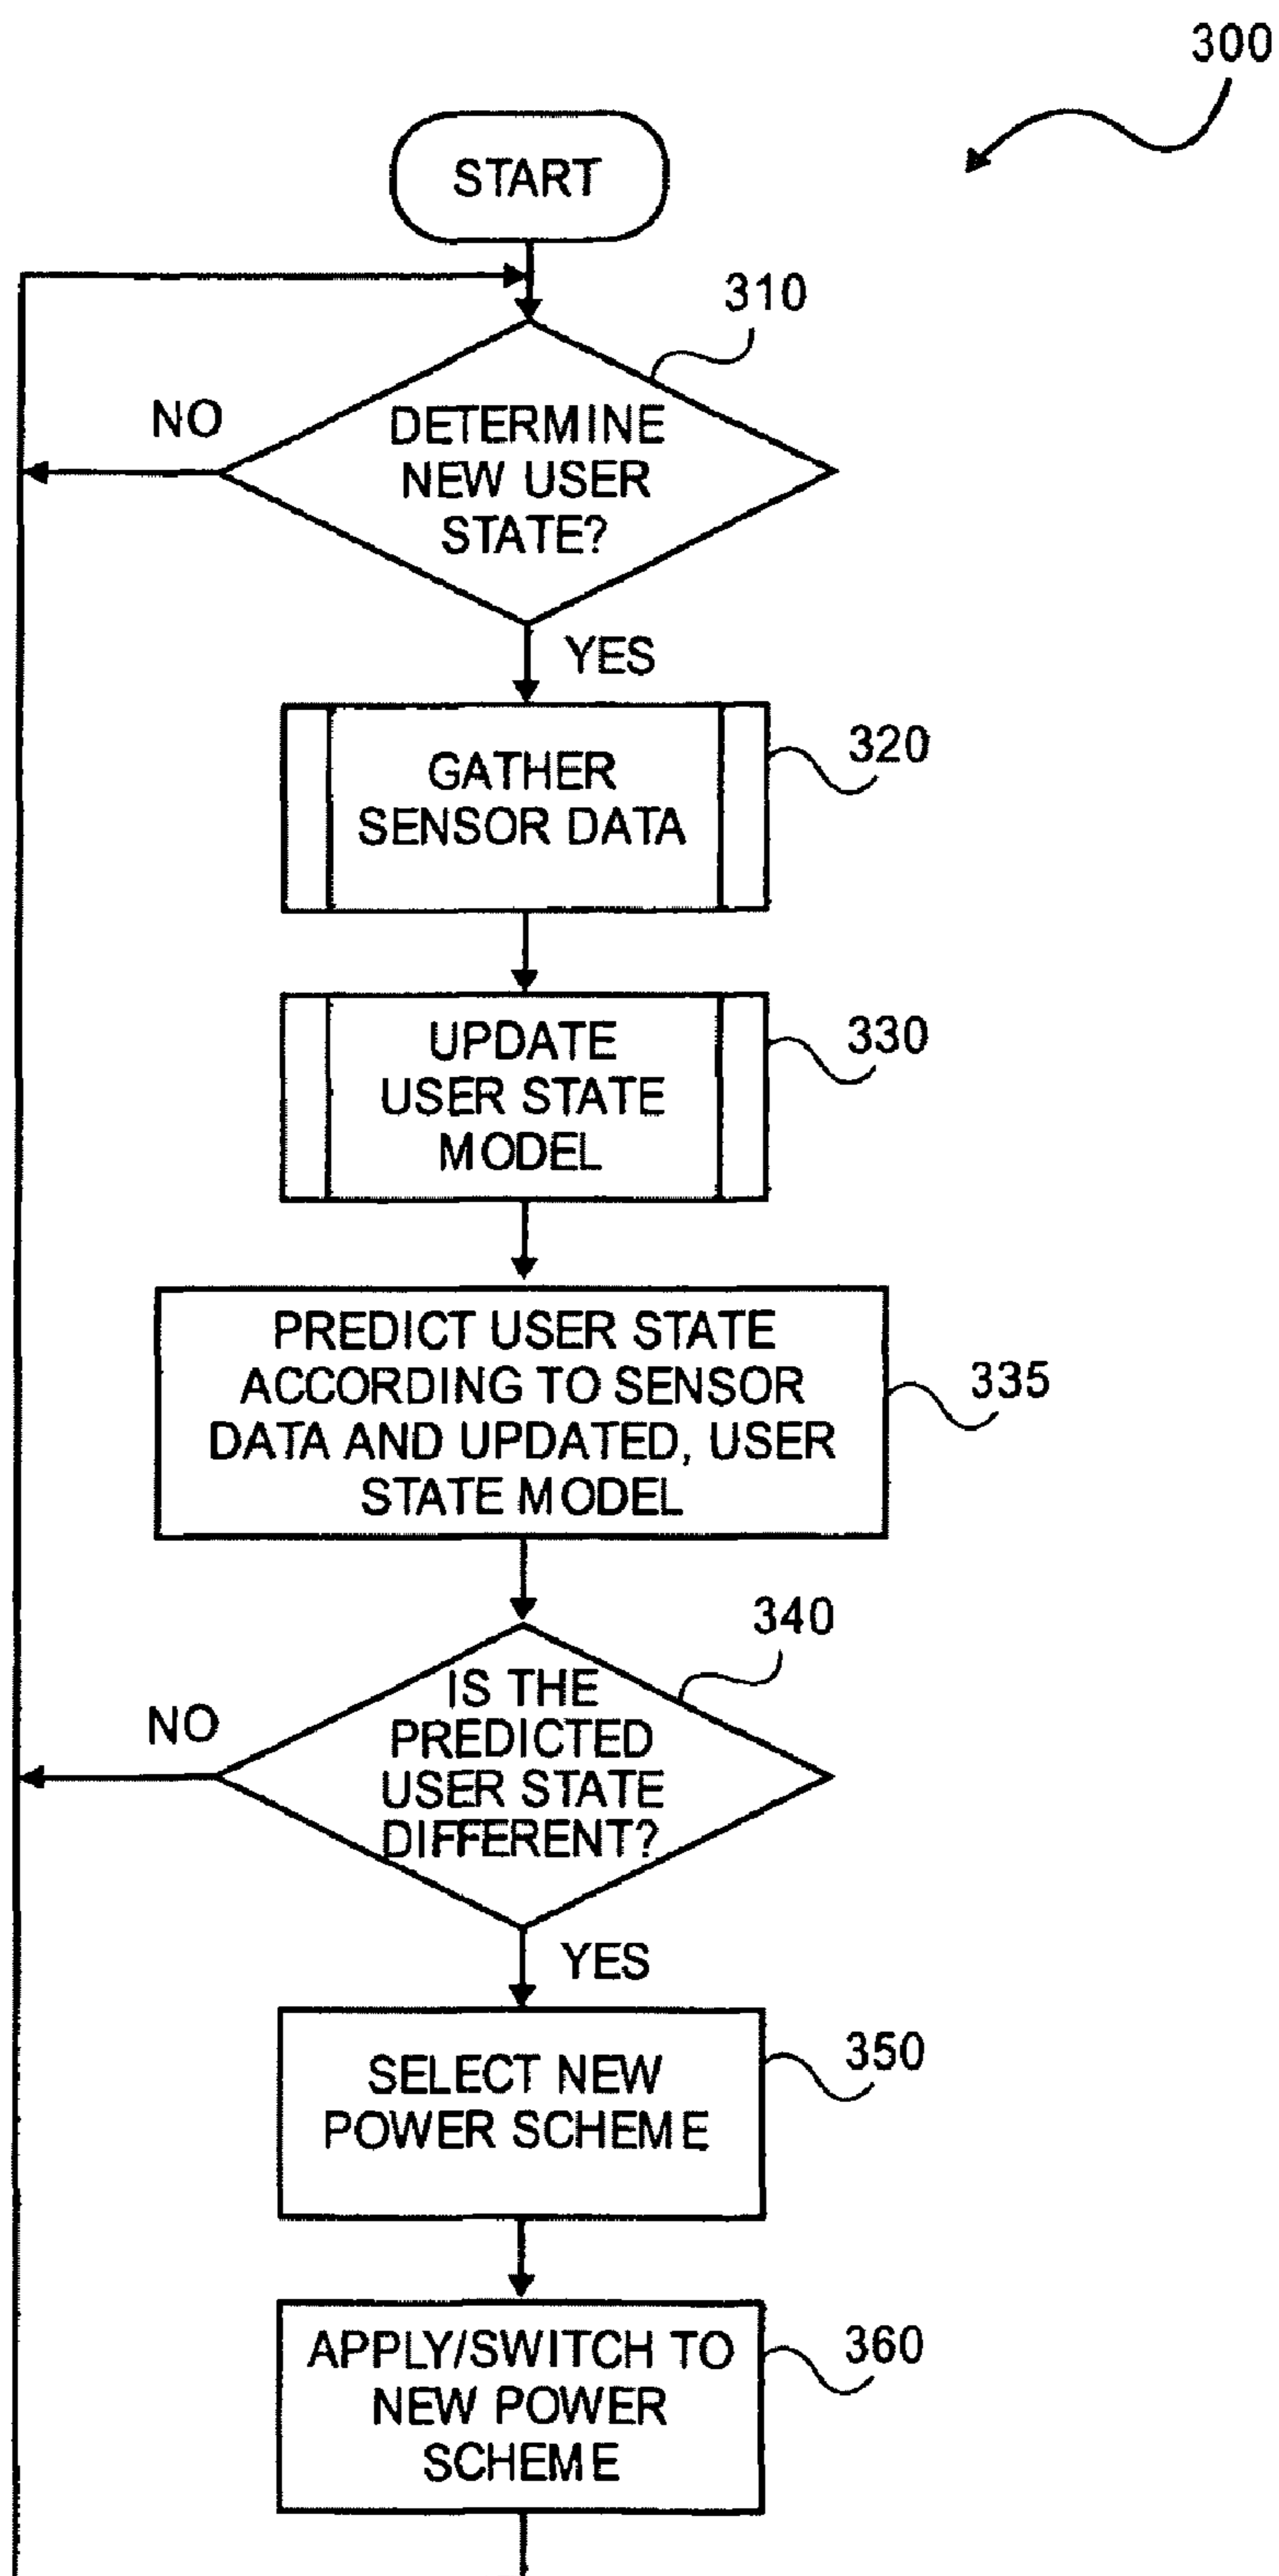 300
START
310
NO
DETERMINE
NEW USER
STATE?
YES
320
GATHER
SENSOR DATA
330
UPDATE
USER STATE
MODEL
335
PREDICT USER STATE
ACCORDING TO SENSOR
DATA AND UPDATED, USER
STATE MODEL
340
NO
IS THE
PREDICTED
USER STATE
DIFFERENT?
YES
350
SELECT NEW
POWER SCHEME
360
APPLY/SWITCH TO
NEW POWER
SCHEME